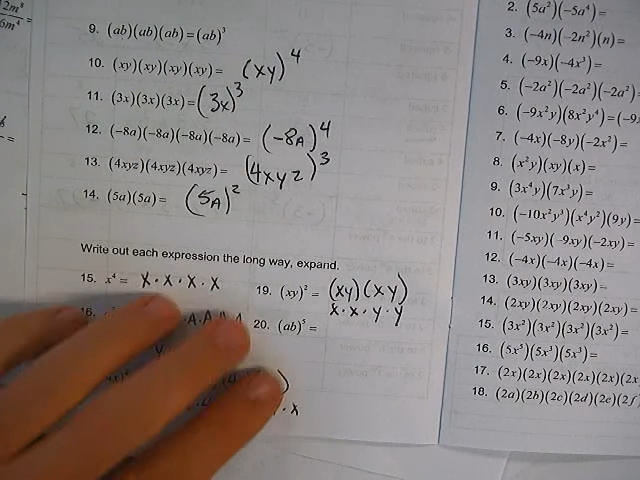 2m⁸
6m⁴ =
9. (ab)(ab)(ab) = (ab)³
10. (xy)(xy)(xy)(xy) = (xy)⁴
11. (3x)(3x)(3x) = (3x)³
12. (−8a)(−8a)(−8a)(−8a) = (−8A)⁴
13. (4xyz)(4xyz)(4xyz) = (4xyz)³
14. (5a)(5a) = (5A)²
Write out each expression the long way, expand.
15. x⁴ = x·x·x·x
16.
19. (xy)² = (xy)(xy)
x·x·y·y
20. (ab)⁵ =
2. (5a²)(−5a⁴) =
3. (−4n)(−2n²)(n) =
4. (−9x)(−4x³) =
5. (−2a²)(−2a²)(−2a²)
6. (−9x²y)(8x²y⁴) = (−9
7. (−4x)(−8y)(−2x²) =
8. (x²y)(xy)(x) =
9. (3x⁴y)(7x³y) =
10. (−10x²y³)(x⁴y²)(9y) =
11. (−5xy)(−9xy)(−2xy) =
12. (−4x)(−4x)(−4x) =
13. (3xy)(3xy)(3xy) =
14. (2xy)(2xy)(2xy)(2xy) =
15. (3x²)(3x²)(3x²)(3x²) =
16. (5x⁵)(5x³)(5x³) =
17. (2x)(2x)(2x)(2x)(2x)(2x
18. (2a)(2b)(2c)(2d)(2e)(2f